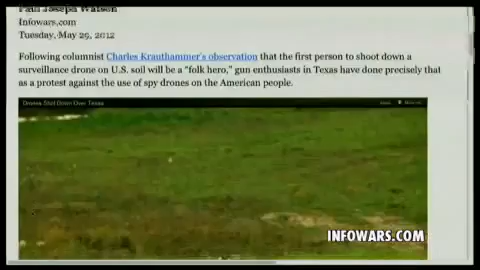 Paul Joseph Watson
Infowars.com
Tuesday, May 29, 2012
Following columnist Charles Krauthammer's observation that the first person to shoot down a
surveillance drone on U.S. soil will be a "folk hero," gun enthusiasts in Texas have done precisely that
as a protest against the use of spy drones on the American people.
Drones Shot Down Over Texas
INFOWARS.COM